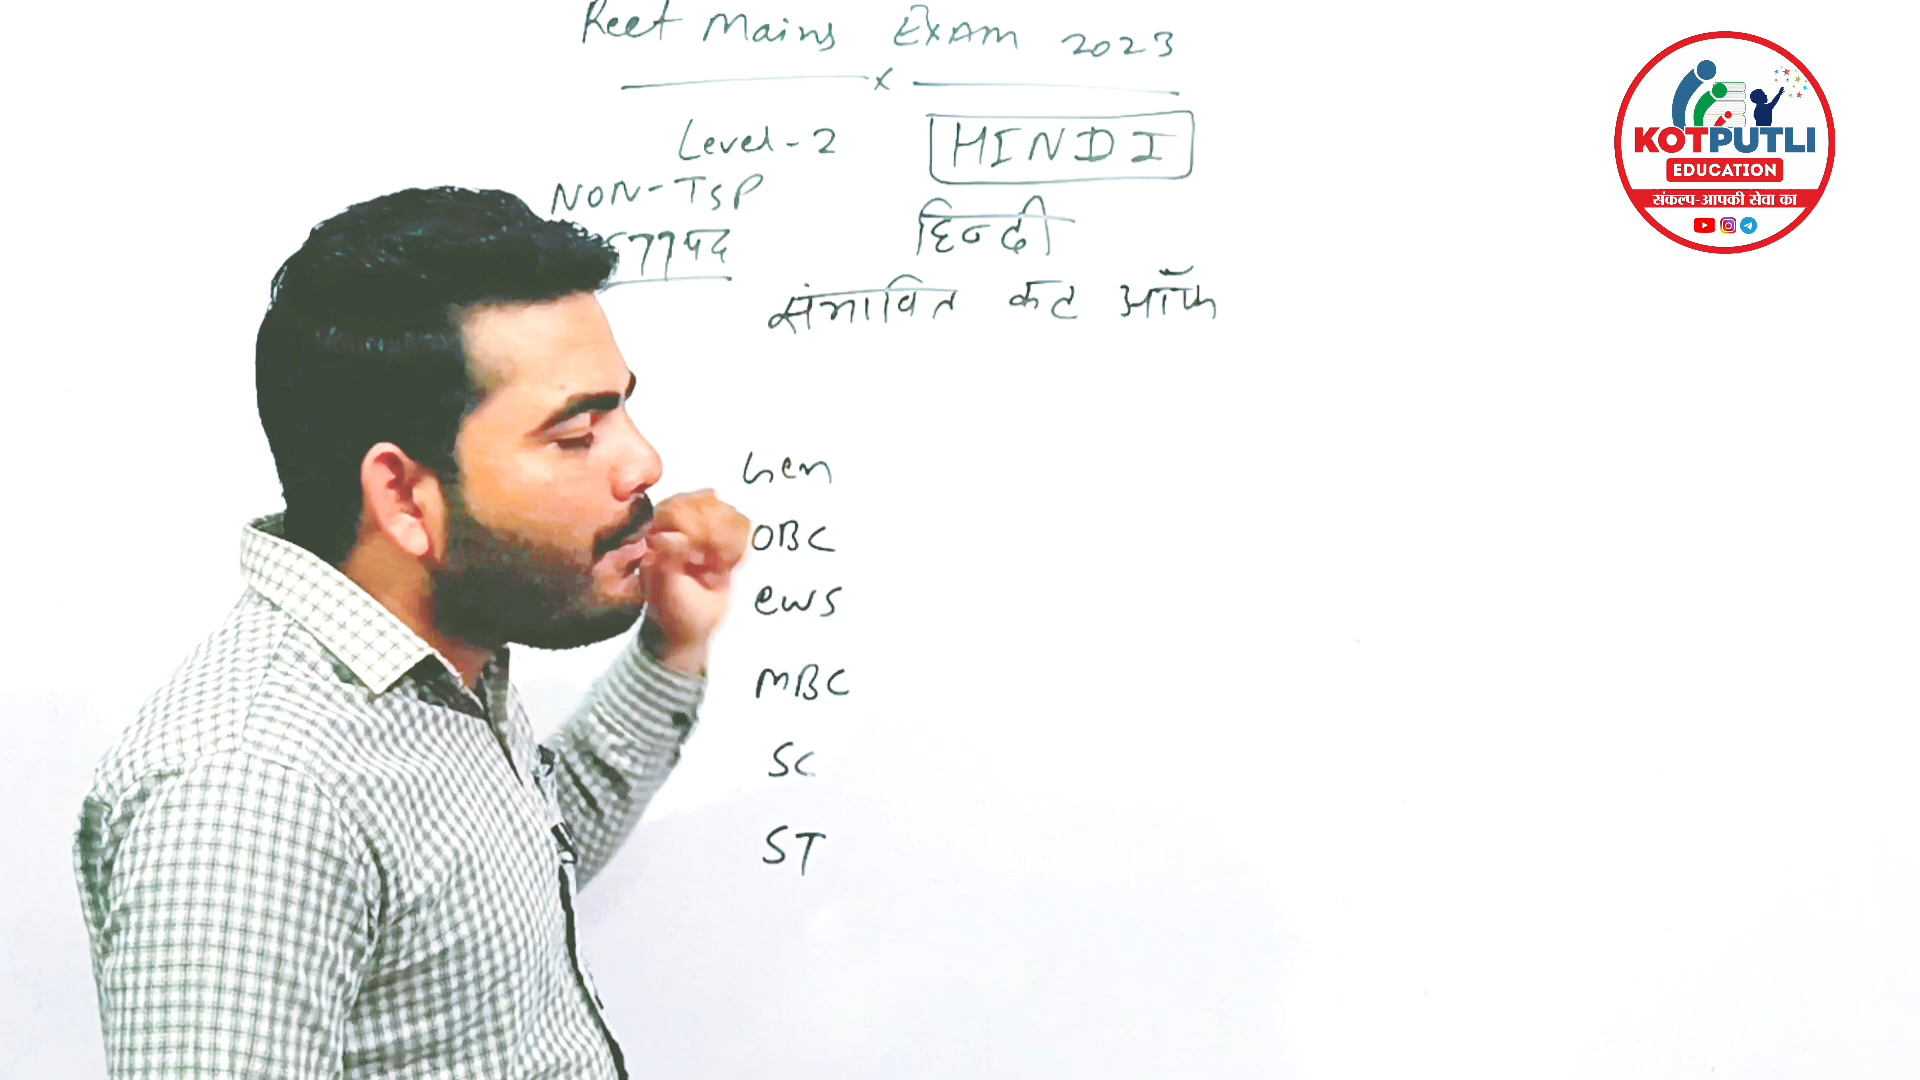 Reet Mains Exam 2023
x
Level-2 HINDI
NON-TSP
हिन्दी
577पद
संभावित कट ऑफ
Gen
OBC
ews
MBC
SC
ST
KOTPUTLI
EDUCATION
संकल्प-आपकी सेवा का